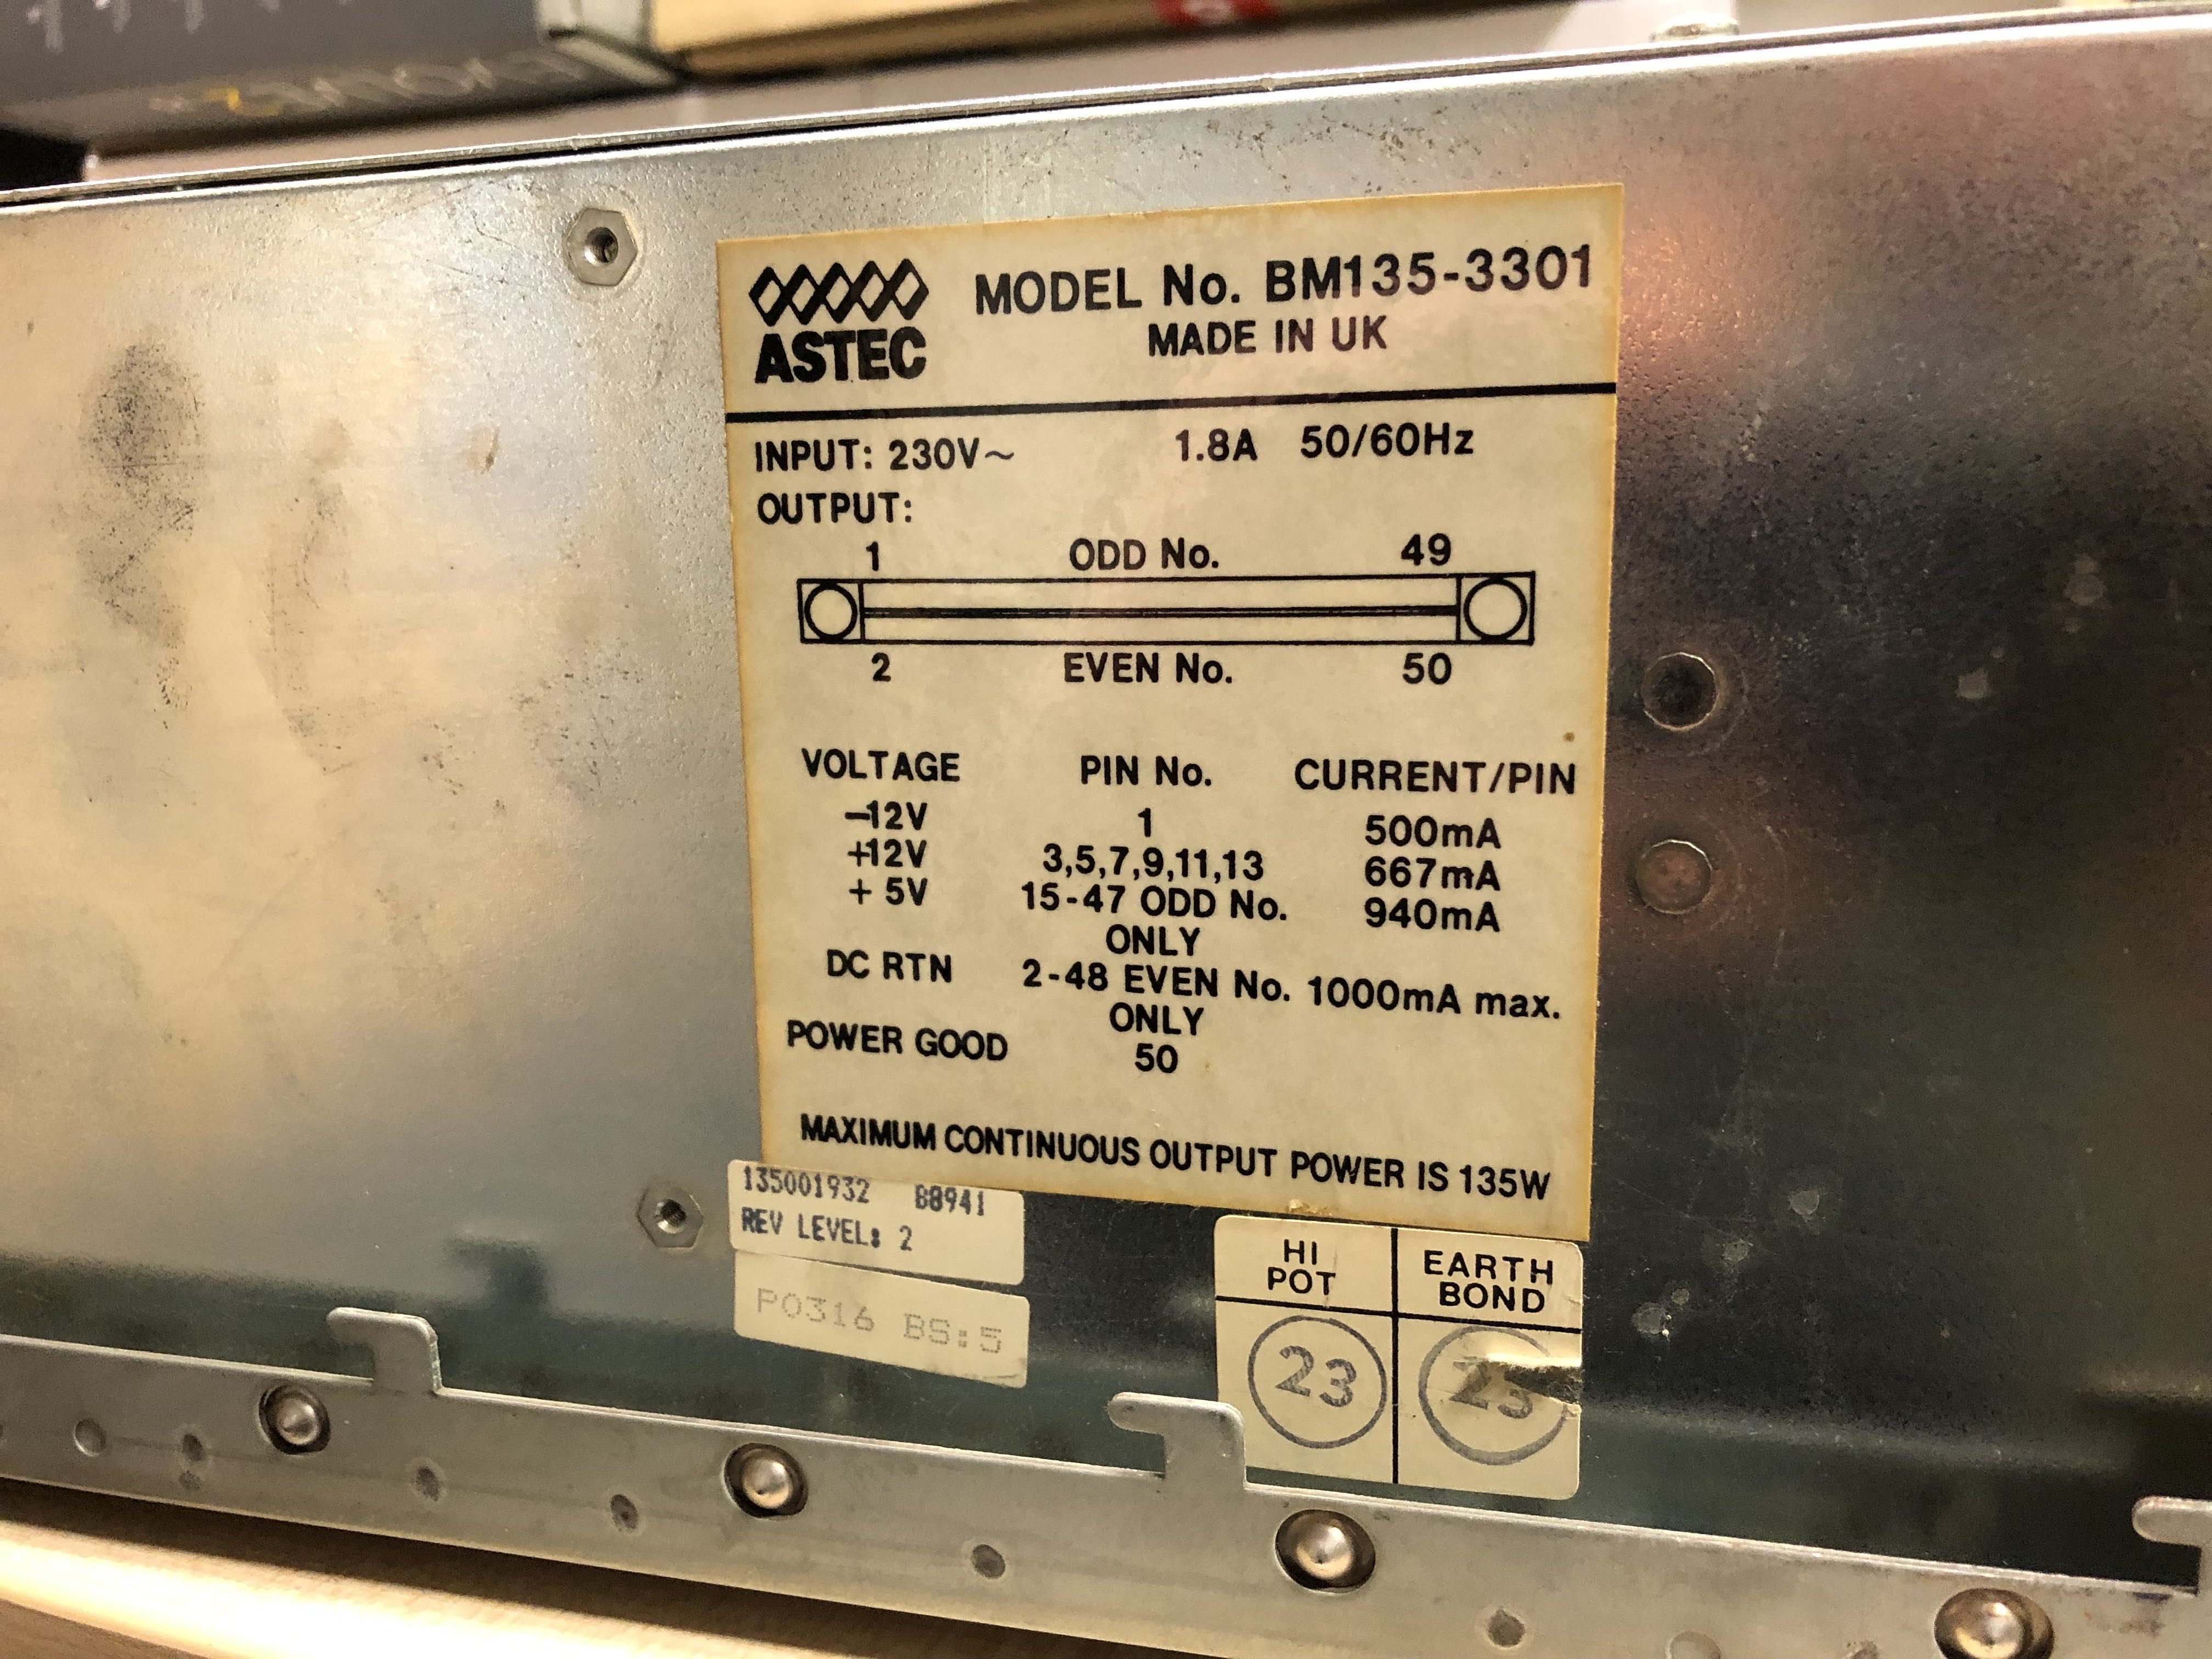 ASTEC
MODEL No. BM135-3301
MADE IN UK
INPUT: 230V~ 1.8A 50/60Hz
OUTPUT:
1 ODD No. 49
2 EVEN No. 50
VOLTAGE PIN No. CURRENT/PIN
-12V 1 500mA
+12V 3,5,7,9,11,13 667mA
+ 5V 15-47 ODD No. 940mA
ONLY
DC RTN 2-48 EVEN No. 1000mA max.
ONLY
POWER GOOD 50
MAXIMUM CONTINUOUS OUTPUT POWER IS 135W
135001932 B8941
REV LEVEL: 2
P0316 BS:5
HI POT
EARTH BOND
23
23